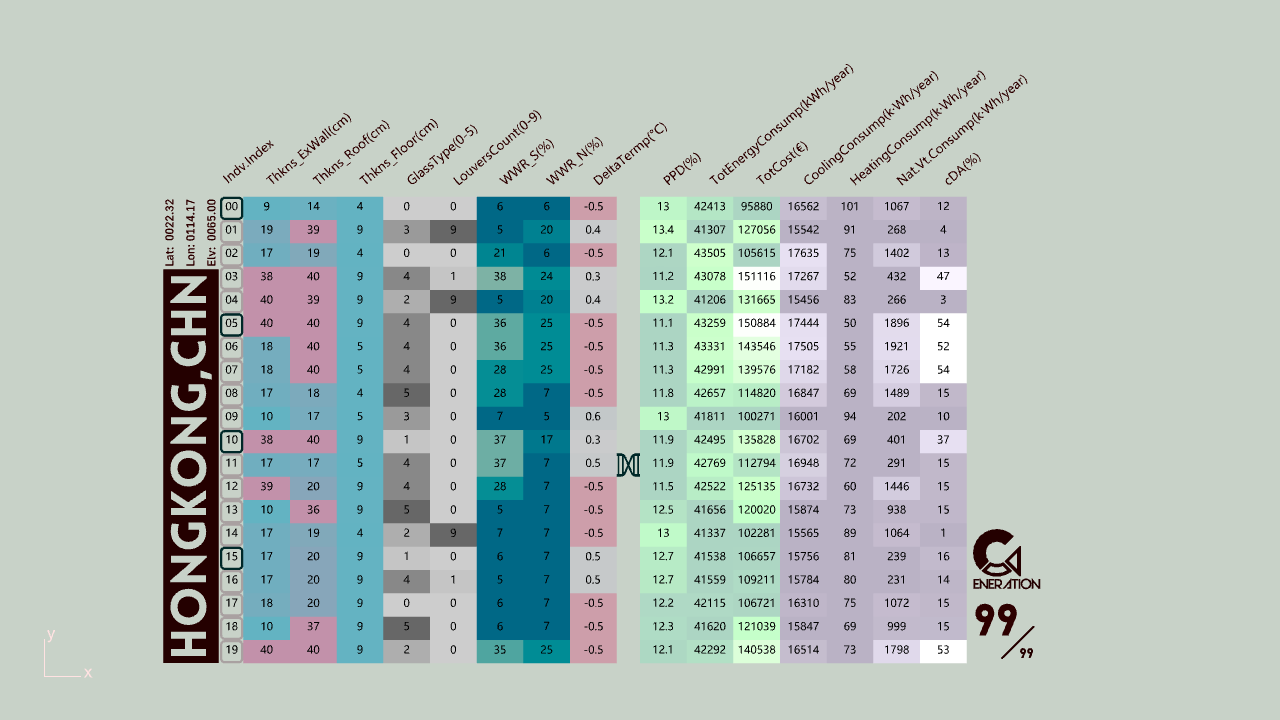 Indv.Index Thkns_ExWall(cm) Thkns_Roof(cm) Thkns_Floor(cm) GlassType(0-5) LouversCount(0-9) WWR_S(%) WWR_N(%) DeltaTermp(°C) PPD(%) TotEnergyConsump(kWh/year) TotCost(€) CoolingConsump(k·Wh/year) HeatingConsump(k·Wh/year) Nat.Vt.Consump(k·Wh/year) cDA(%)
Lat: 0022.32
Lon: 0114.17
Elv: 0065.00
HONGKONG,CHN
00 9 14 4 0 0 6 6 -0.5 13 42413 95880 16562 101 1067 12
01 19 39 9 3 9 5 20 0.4 13.4 41307 127056 15542 91 268 4
02 17 19 4 0 0 21 6 -0.5 12.1 43505 105615 17635 75 1402 13
03 38 40 9 4 1 38 24 0.3 11.2 43078 151116 17267 52 432 47
04 40 39 9 2 9 5 20 0.4 13.2 41206 131665 15456 83 266 3
05 40 40 9 4 0 36 25 -0.5 11.1 43259 150884 17444 50 1896 54
06 18 40 5 4 0 36 25 -0.5 11.3 43331 143546 17505 55 1921 52
07 18 40 5 4 0 28 25 -0.5 11.3 42991 139576 17182 58 1726 54
08 17 18 4 5 0 28 7 -0.5 11.8 42657 114820 16847 69 1489 15
09 10 17 5 3 0 7 5 0.6 13 41811 100271 16001 94 202 10
10 38 40 9 1 0 37 17 0.3 11.9 42495 135828 16702 69 401 37
11 17 17 5 4 0 37 7 0.5 11.9 42769 112794 16948 72 291 15
12 39 20 9 4 0 28 7 -0.5 11.5 42522 125135 16732 60 1446 15
13 10 36 9 5 0 5 7 -0.5 12.5 41656 120020 15874 73 938 15
14 17 19 4 2 9 7 7 -0.5 13 41337 102281 15565 89 1064 1
15 17 20 9 1 0 6 7 0.5 12.7 41538 106657 15756 81 239 16
16 17 20 9 4 1 5 7 0.5 12.7 41559 109211 15784 80 231 14
17 18 20 9 0 0 6 7 -0.5 12.2 42115 106721 16310 75 1072 15
18 10 37 9 5 0 6 7 -0.5 12.3 41620 121039 15847 69 999 15
19 40 40 9 2 0 35 25 -0.5 12.1 42292 140538 16514 73 1798 53
GENERATION
99/99
y
x